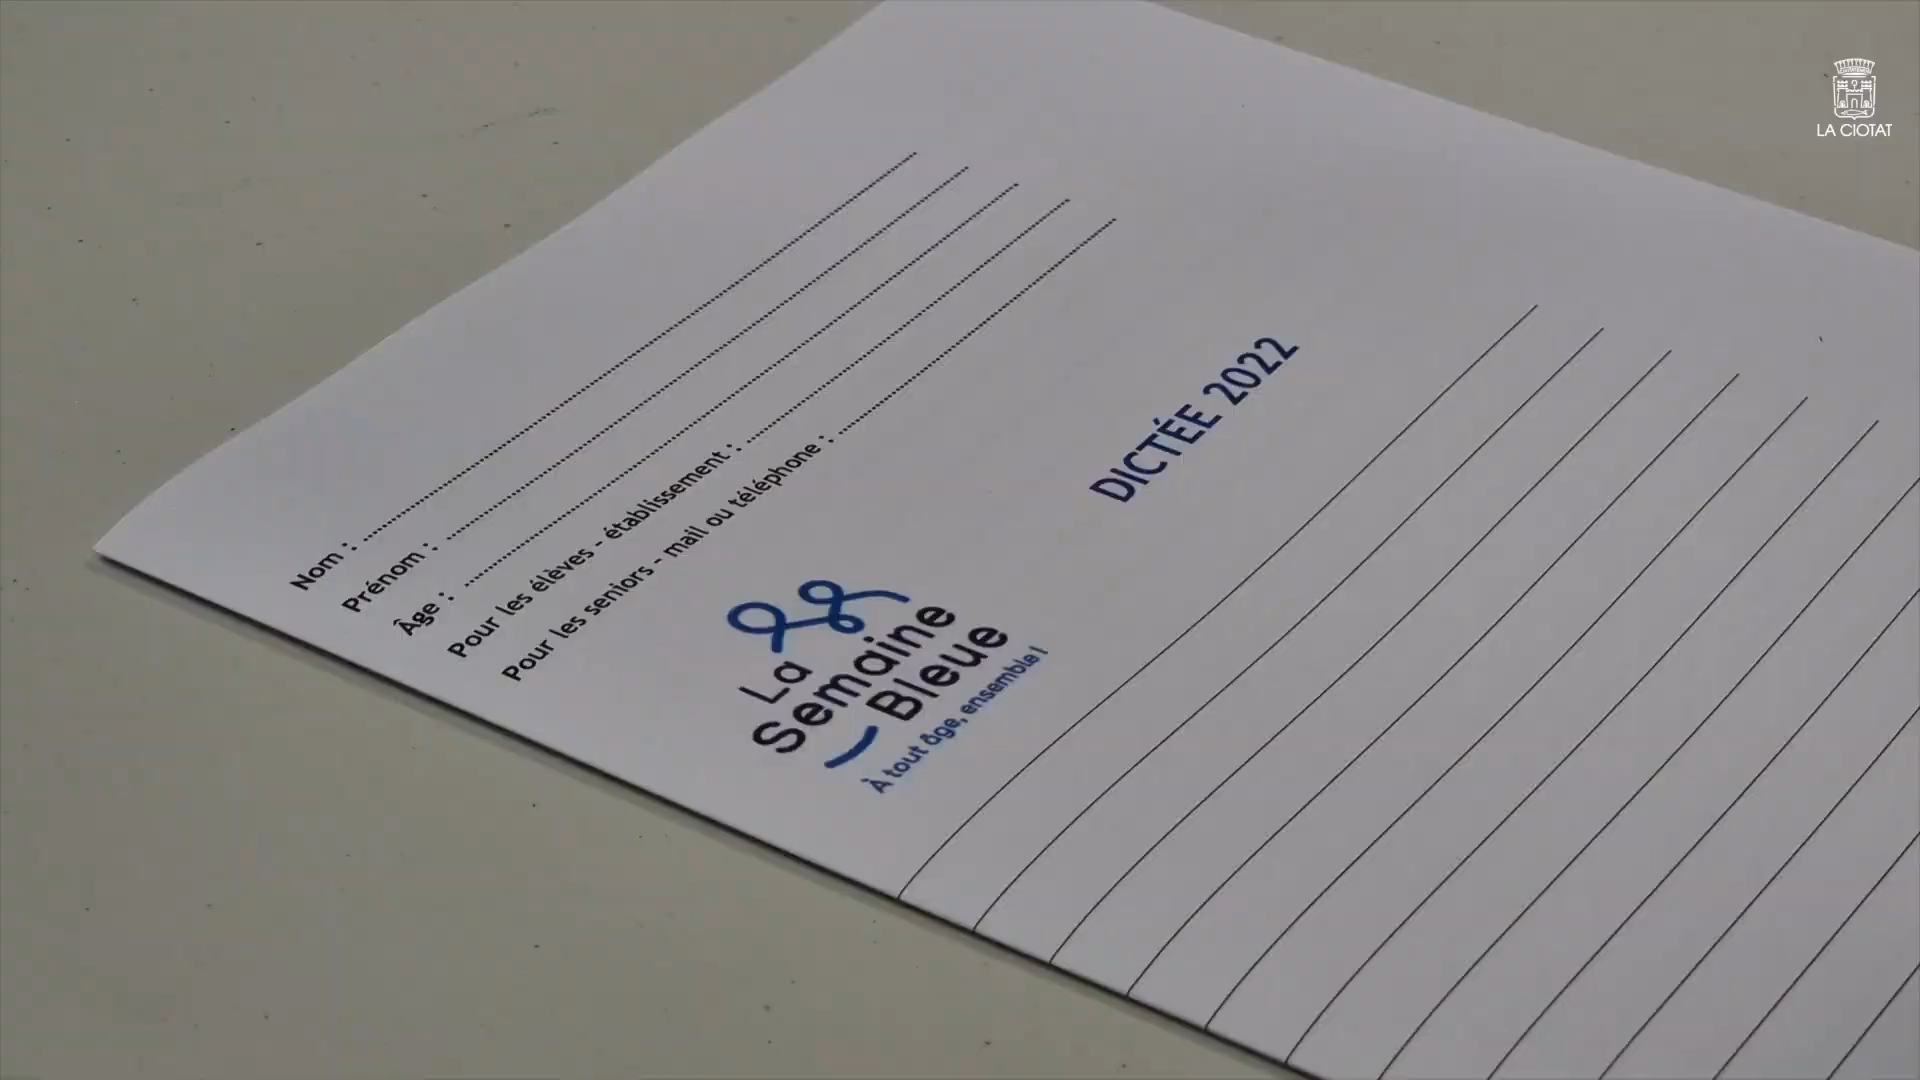 LA CIOTAT
Nom :
Prénom :
Âge :
Pour les élèves - établissement :
Pour les seniors - mail ou téléphone :
La
Semaine
Bleue
À tout âge, ensemble !
DICTÉE 2022